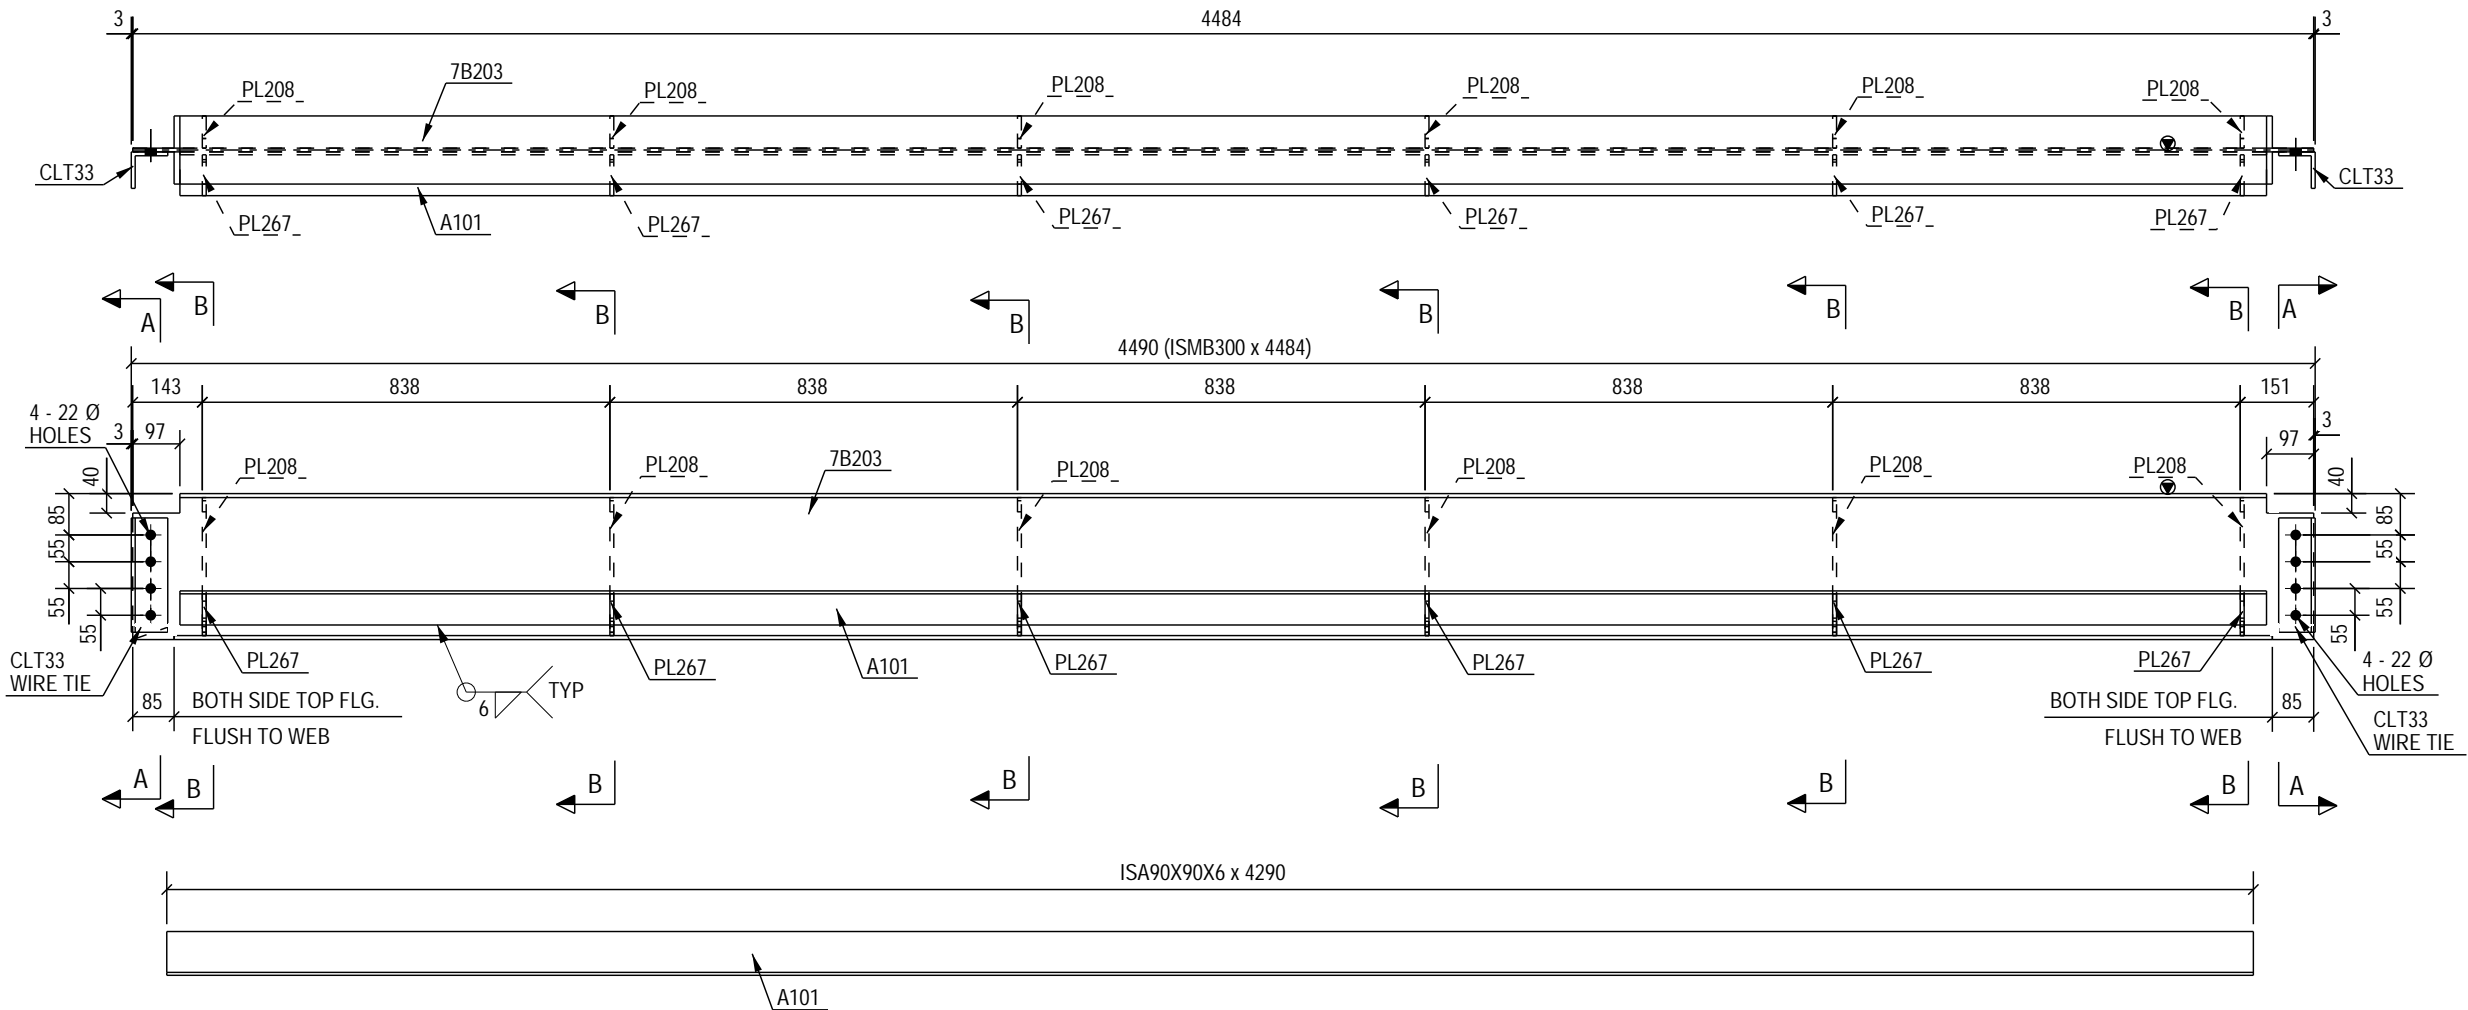 3
4484
3
7B203
PL208
PL208
PL208
PL208
PL208
PL208
CLT33
CLT33
PL267
A101
PL267
PL267
PL267
PL267
PL267
A
B
B
B
B
B
B
A
4490 (ISMB300 x 4484)
143
838
838
838
838
838
151
4 - 22 Ø
HOLES
3
97
97
3
40
40
PL208
PL208
PL208
7B203
PL208
PL208
PL208
85
55
55
55
85
55
55
55
CLT33
WIRE TIE
PL267
PL267
PL267
A101
PL267
PL267
PL267
4 - 22 Ø
HOLES
6
TYP
85
BOTH SIDE TOP FLG.
FLUSH TO WEB
BOTH SIDE TOP FLG.
FLUSH TO WEB
85
CLT33
WIRE TIE
A
B
B
B
B
B
B
A
ISA90X90X6 x 4290
A101